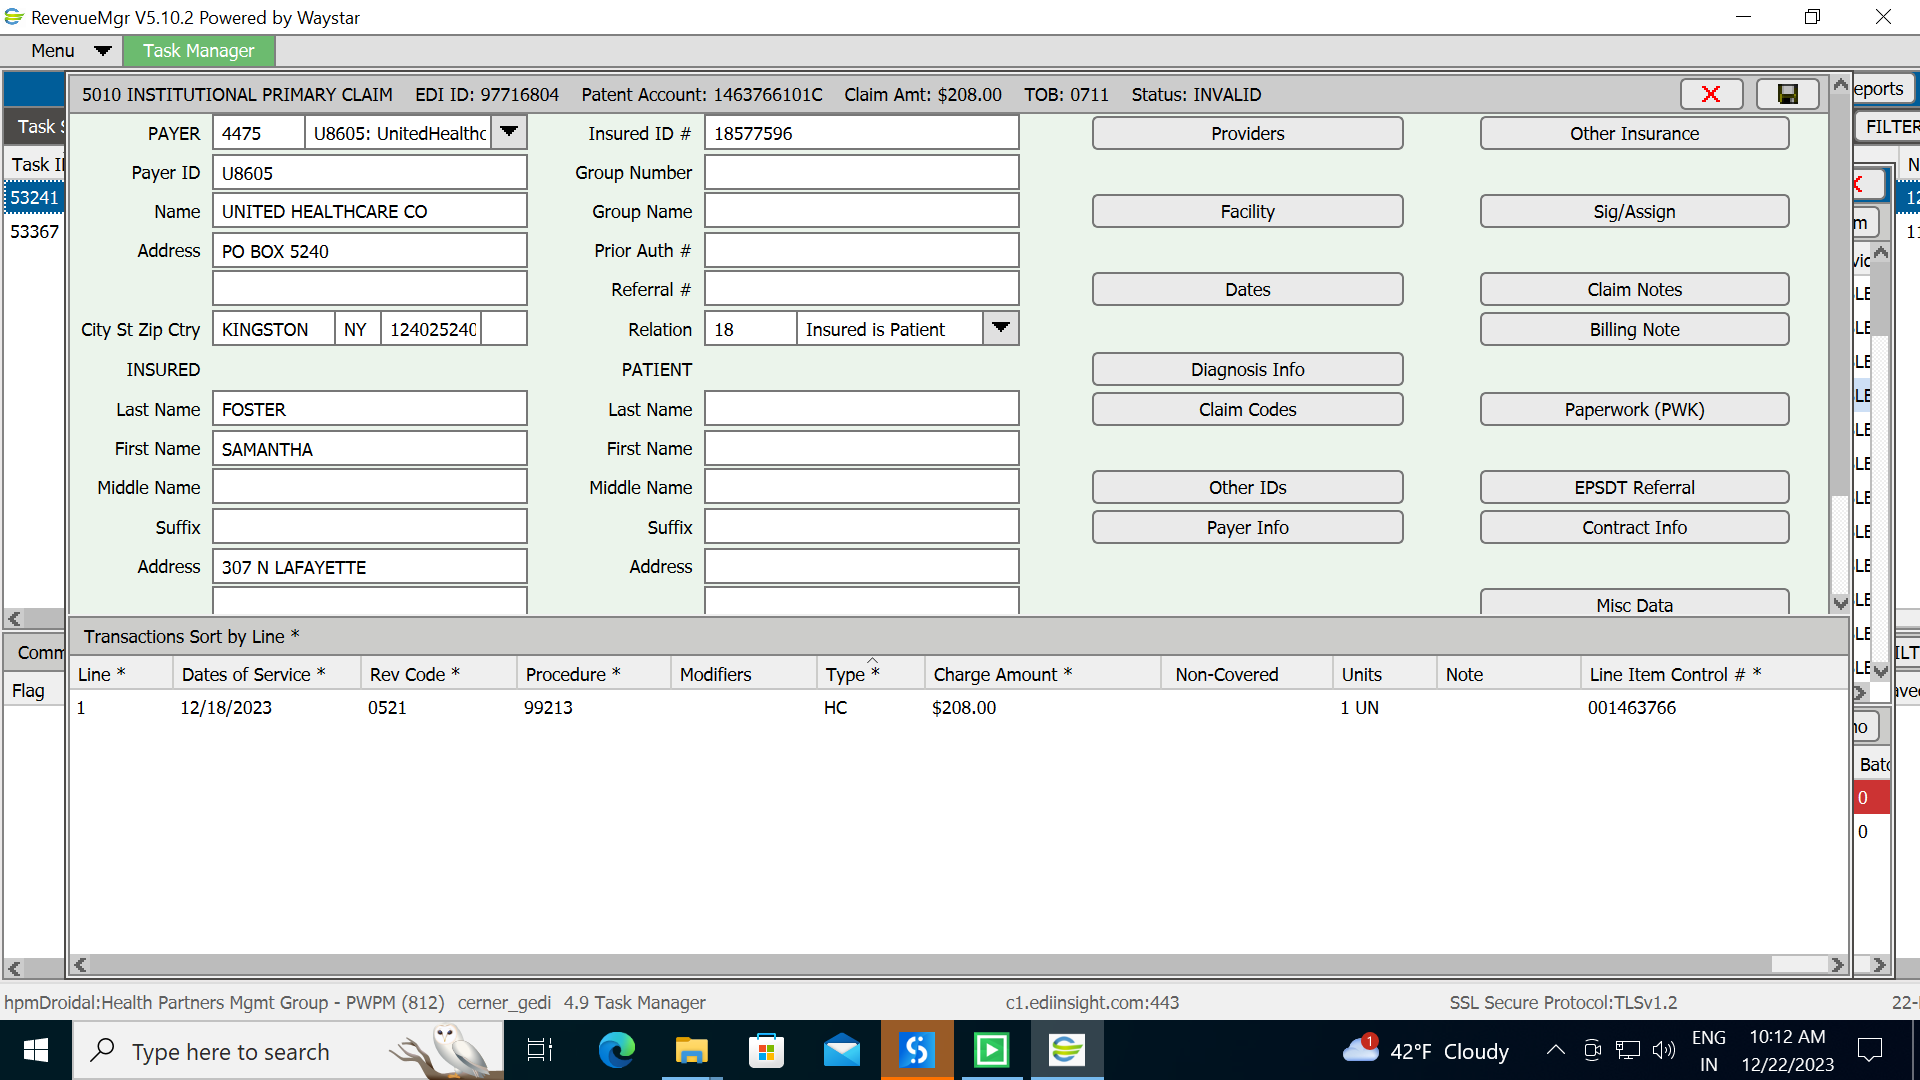 RevenueMgr V5.10.2 Powered by Waystar
Menu Task Manager
5010 INSTITUTIONAL PRIMARY CLAIM EDI ID: 97716804 Patent Account: 1463766101C Claim Amt: $208.00 TOB: 0711 Status: INVALID
eports
Task S
FILTER
PAYER 4475 U8605: UnitedHealthc Insured ID # 18577596 Providers Other Insurance
Task II
Payer ID U8605 Group Number
53241
Name UNITED HEALTHCARE CO Group Name Facility Sig/Assign
53367
Address PO BOX 5240 Prior Auth #
Referral # Dates Claim Notes
City St Zip Ctry KINGSTON NY 124025240 Relation 18 Insured is Patient Billing Note
INSURED PATIENT Diagnosis Info
Last Name FOSTER Last Name Claim Codes Paperwork (PWK)
First Name SAMANTHA First Name
Middle Name Middle Name Other IDs EPSDT Referral
Suffix Suffix Payer Info Contract Info
Address 307 N LAFAYETTE Address
Misc Data
Transactions Sort by Line *
Comm
Flag
Line * Dates of Service * Rev Code * Procedure * Modifiers Type * Charge Amount * Non-Covered Units Note Line Item Control # *
1 12/18/2023 0521 99213 HC $208.00 1 UN 001463766
Batc
0
0
hpmDroidal:Health Partners Mgmt Group - PWPM (812) cerner_gedi 4.9 Task Manager c1.ediinsight.com:443 SSL Secure Protocol:TLSv1.2 22-
Type here to search
1
42°F Cloudy
ENG
IN
10:12 AM
12/22/2023